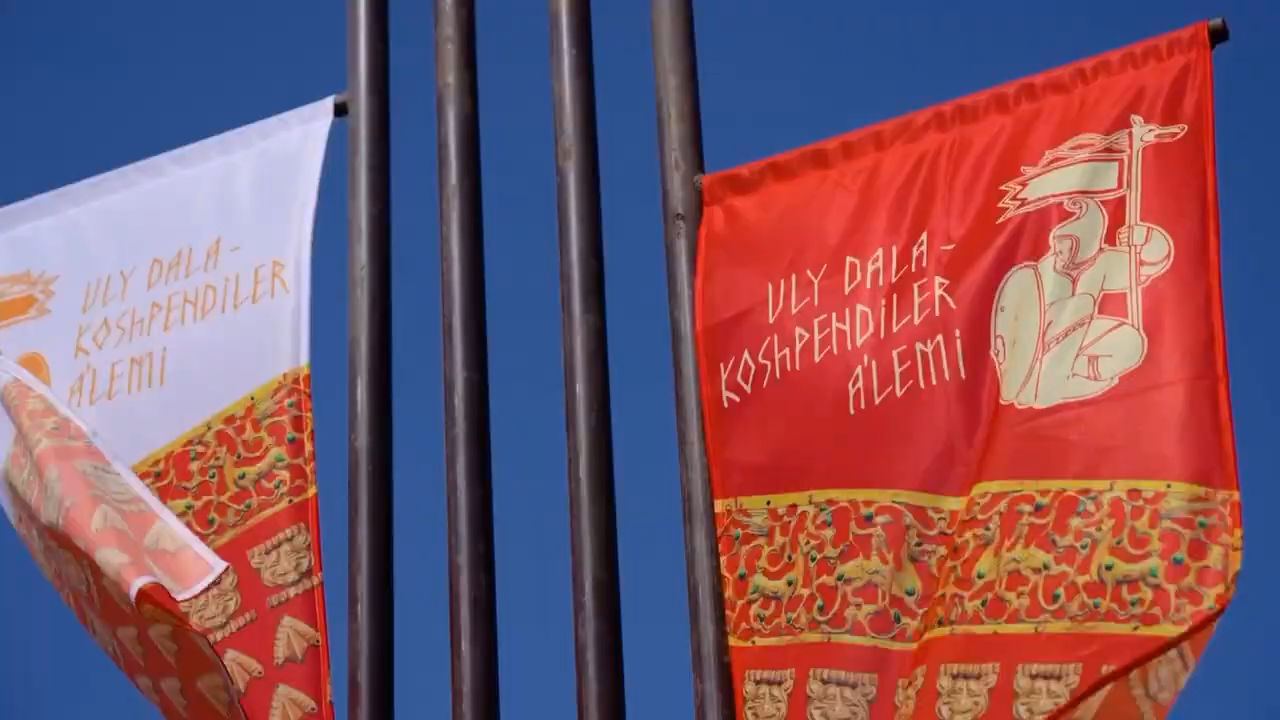 ULY DALA -
KOShPENDiLER
A'LEMi
ULY DALA -
KOShPENDiLER
A'LEMi